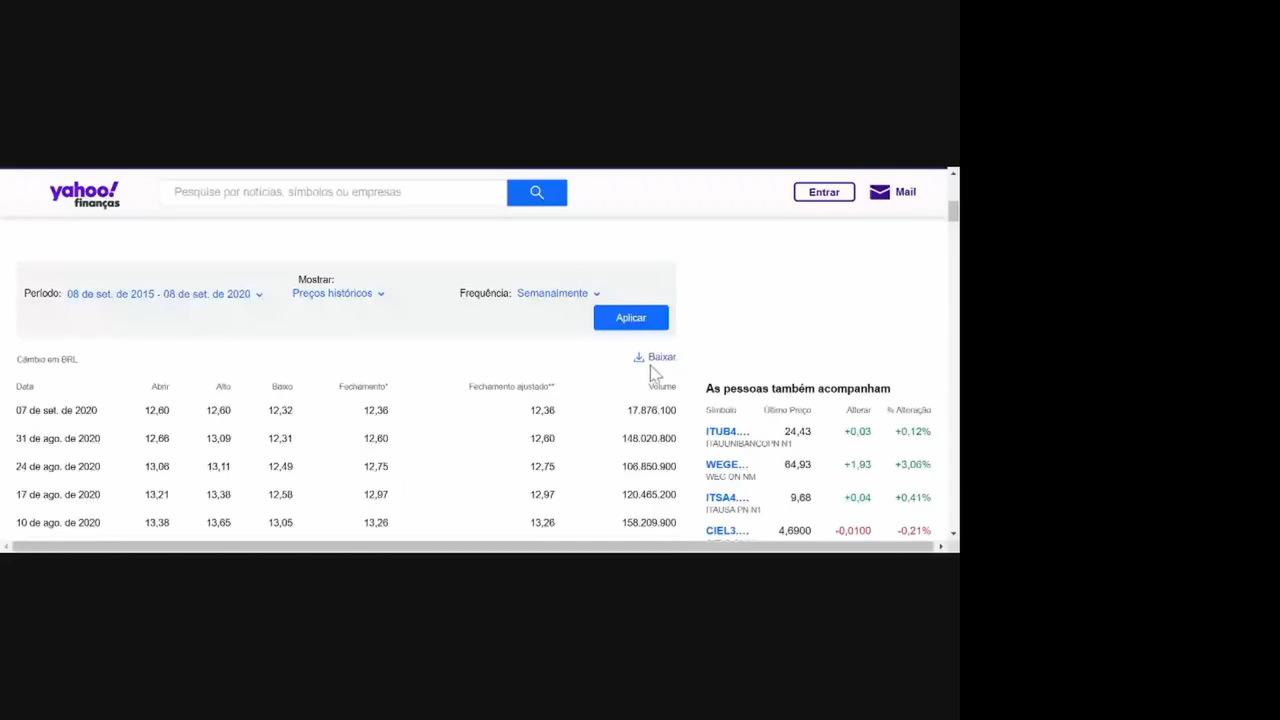 yahoo!
finanças
Pesquise por notícias, símbolos ou empresas
Entrar
Mail
Mostrar:
Período: 08 de set. de 2015 - 08 de set. de 2020
Preços históricos
Frequência: Semanalmente
Aplicar
Câmbio em BRL
Baixar
Data Abrir Alto Baixo Fechamento* Fechamento ajustado** Volume
07 de set. de 2020 12,60 12,60 12,32 12,36 12,36 17.876.100
31 de ago. de 2020 12,66 13,09 12,31 12,60 12,60 148.020.800
24 de ago. de 2020 13,06 13,11 12,49 12,75 12,75 106.850.900
17 de ago. de 2020 13,21 13,38 12,58 12,97 12,97 120.465.200
10 de ago. de 2020 13,38 13,65 13,05 13,26 13,26 158.209.900
As pessoas também acompanham
Símbolo Último Preço Alterar % Alteração
ITUB4.... 24,43 +0,03 +0,12%
ITAUUNIBANCOPN N1
WEGE... 64,93 +1,93 +3,06%
WEG ON NM
ITSA4.... 9,68 +0,04 +0,41%
ITAUSA PN N1
CIEL3.... 4,6900 -0,0100 -0,21%